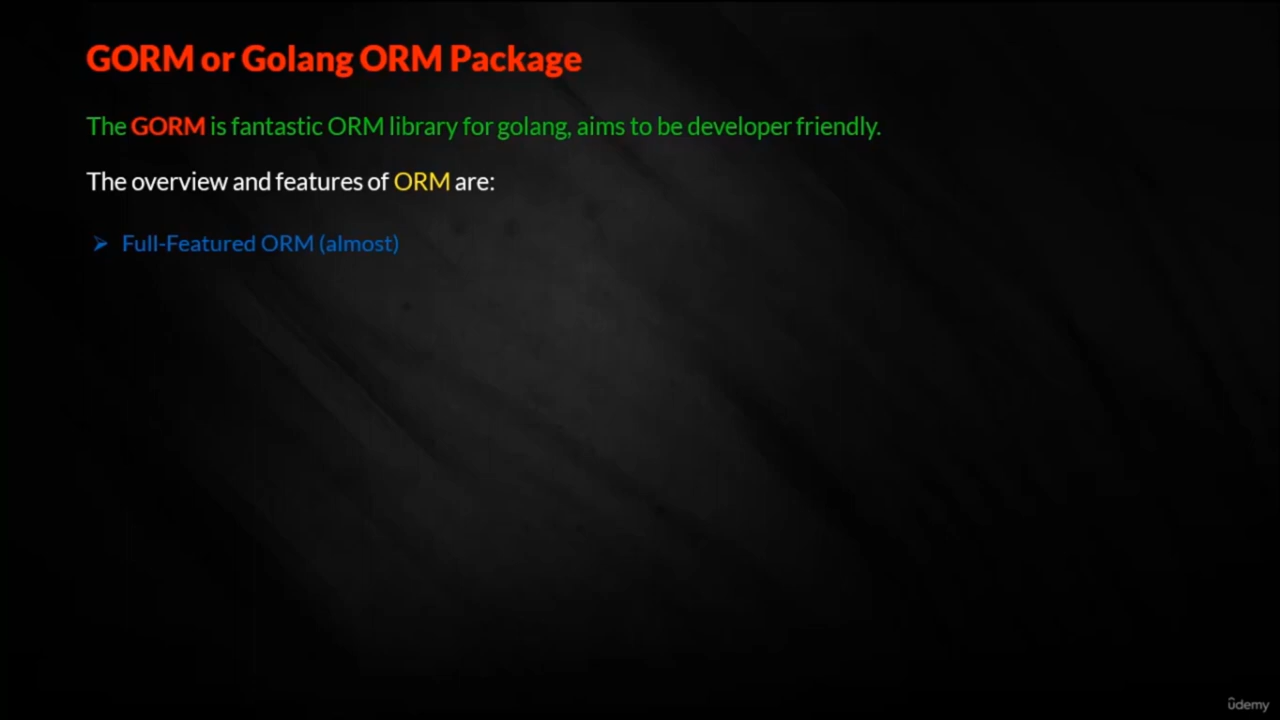 GORM or Golang ORM Package
The GORM is fantastic ORM library for golang, aims to be developer friendly.
The overview and features of ORM are:
➢ Full-Featured ORM (almost)
ûdemy